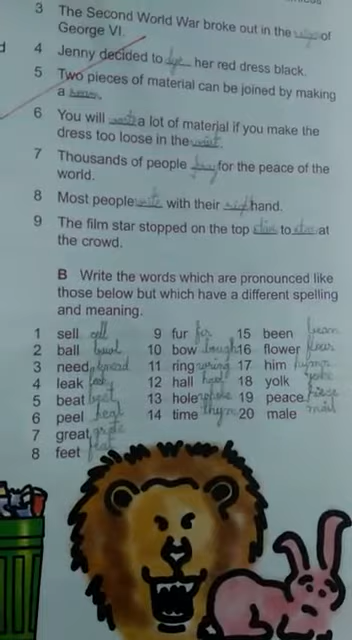 3 The Second World War broke out in the reign of
George VI.
4 Jenny decided to dye her red dress black.
5 Two pieces of material can be joined by making
a
6 You will waste a lot of material if you make the
dress too loose in the waist.
7 Thousands of people pray for the peace of the
world.
8 Most people write with their right hand.
9 The film star stopped on the top stair to stare at
the crowd.
B Write the words which are pronounced like
those below but which have a different spelling
and meaning.
1 sell cell 9 fur fir 15 been bean
2 ball bawl 10 bow bough 16 flower flour
3 need knead 11 ring wring 17 him hymn
4 leak leek 12 hall haul 18 yolk yoke
5 beat beet 13 hole whole 19 peace piece
6 peel peal 14 time thyme 20 male mail
7 great grate
8 feet feat